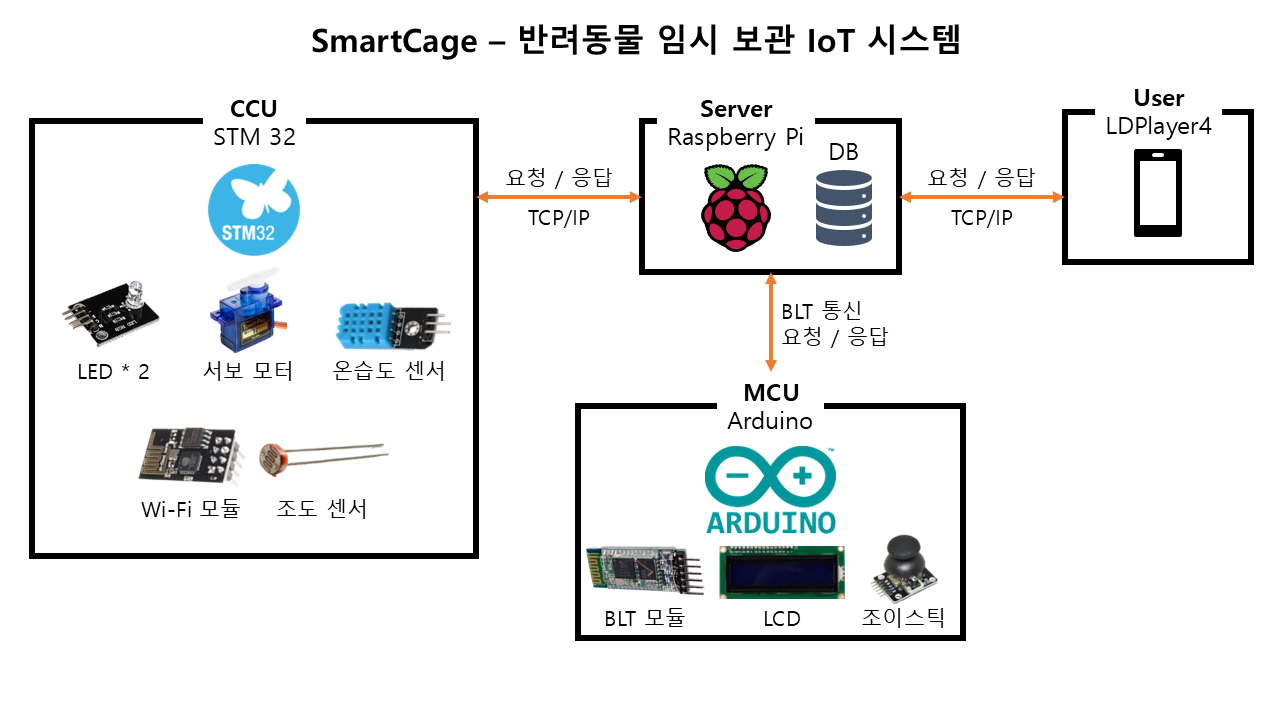 SmartCage – 반려동물 임시 보관 IoT 시스템
CCU
STM 32
STM32
LED * 2
서보 모터
온습도 센서
Wi-Fi 모듈
조도 센서
요청 / 응답
TCP/IP
Server
Raspberry Pi
DB
요청 / 응답
TCP/IP
User
LDPlayer4
BLT 통신
요청 / 응답
MCU
Arduino
ARDUINO
TM
BLT 모듈
LCD
조이스틱